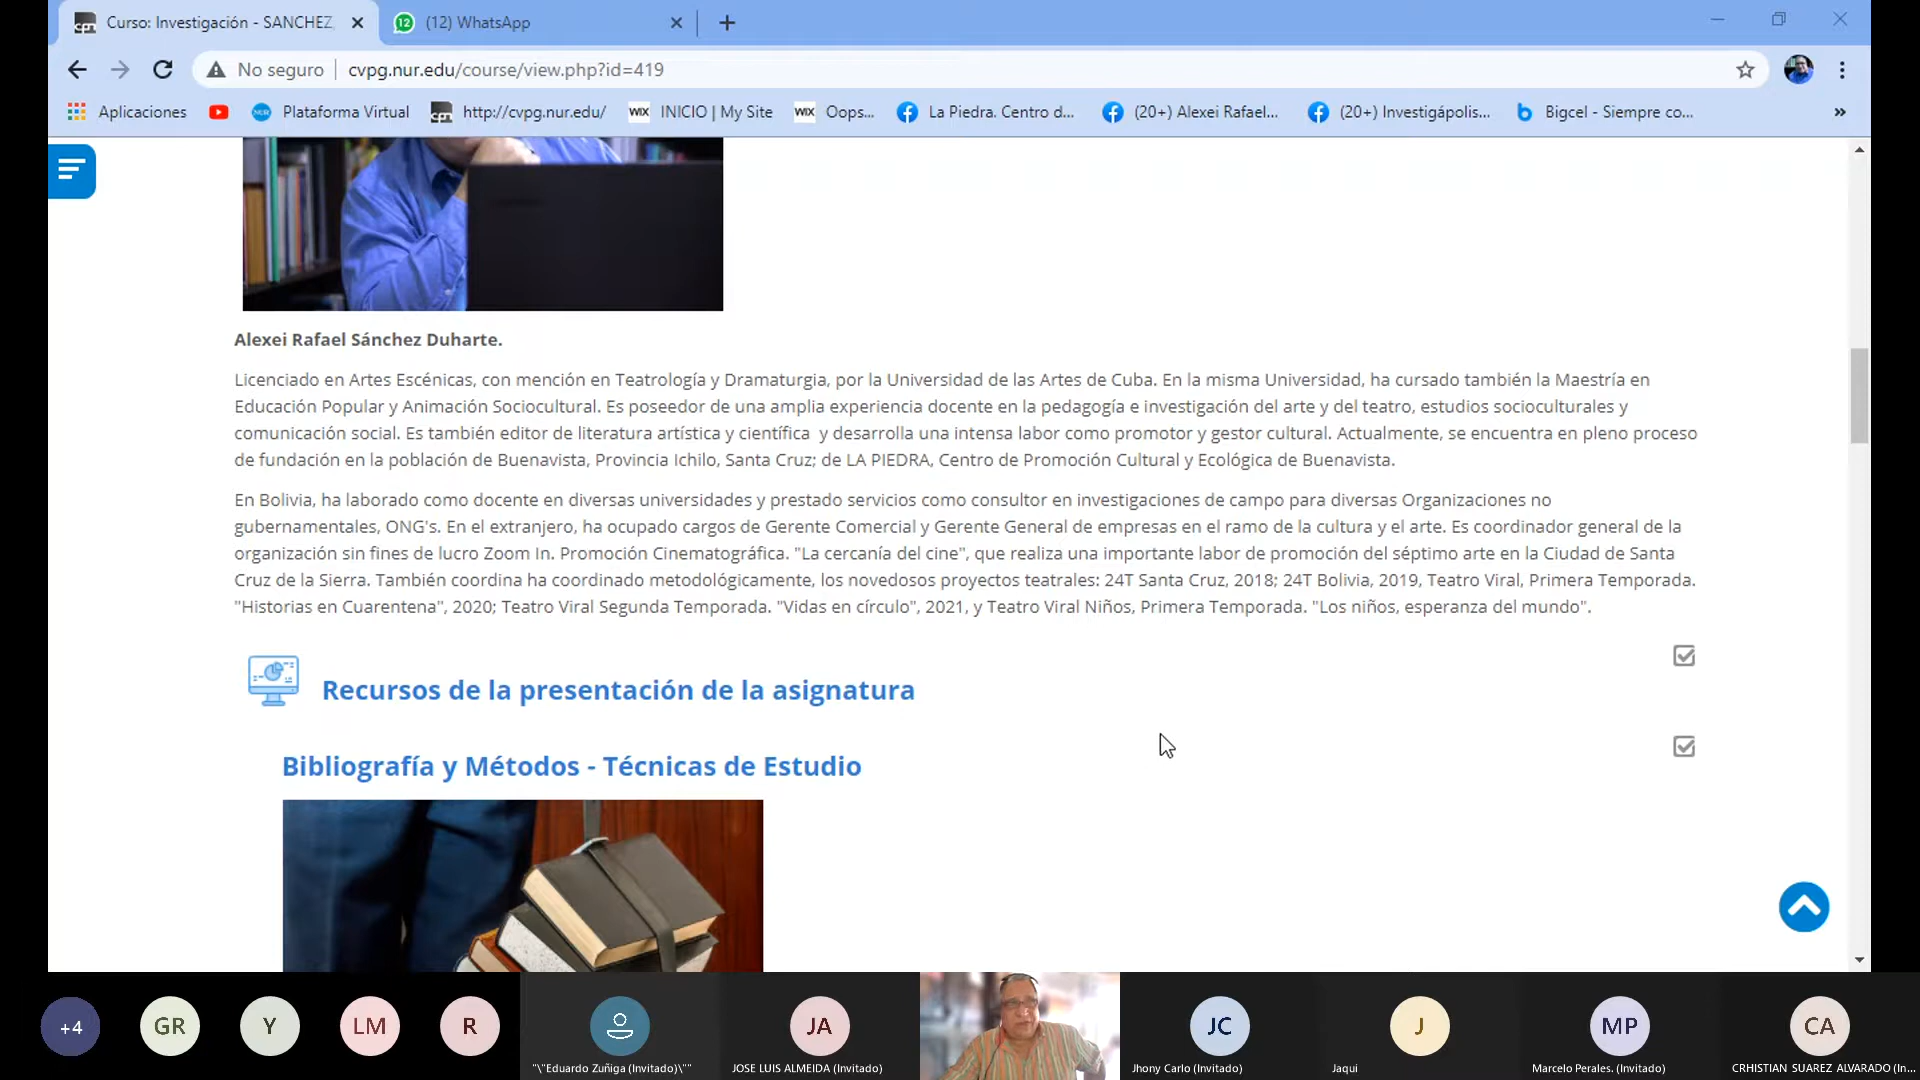 Curso: Investigación - SANCHEZ
12
(12) WhatsApp
No seguro
cvpg.nur.edu/course/view.php?id=419
Aplicaciones
NUR
Plataforma Virtual
http://cvpg.nur.edu/
WIX
INICIO | My Site
WIX
Oops...
La Piedra. Centro d...
(20+) Alexei Rafael...
(20+) Investigápolis...
Bigcel - Siempre co...
»
Alexei Rafael Sánchez Duharte.
Licenciado en Artes Escénicas, con mención en Teatrología y Dramaturgia, por la Universidad de las Artes de Cuba. En la misma Universidad, ha cursado también la Maestría en
Educación Popular y Animación Sociocultural. Es poseedor de una amplia experiencia docente en la pedagogía e investigación del arte y del teatro, estudios socioculturales y
comunicación social. Es también editor de literatura artística y científica  y desarrolla una intensa labor como promotor y gestor cultural. Actualmente, se encuentra en pleno proceso
de fundación en la población de Buenavista, Provincia Ichilo, Santa Cruz; de LA PIEDRA, Centro de Promoción Cultural y Ecológica de Buenavista.
En Bolivia, ha laborado como docente en diversas universidades y prestado servicios como consultor en investigaciones de campo para diversas Organizaciones no
gubernamentales, ONG's. En el extranjero, ha ocupado cargos de Gerente Comercial y Gerente General de empresas en el ramo de la cultura y el arte. Es coordinador general de la
organización sin fines de lucro Zoom In. Promoción Cinematográfica. "La cercanía del cine", que realiza una importante labor de promoción del séptimo arte en la Ciudad de Santa
Cruz de la Sierra. También coordina ha coordinado metodológicamente, los novedosos proyectos teatrales: 24T Santa Cruz, 2018; 24T Bolivia, 2019, Teatro Viral, Primera Temporada.
"Historias en Cuarentena", 2020; Teatro Viral Segunda Temporada. "Vidas en círculo", 2021, y Teatro Viral Niños, Primera Temporada. "Los niños, esperanza del mundo".
Recursos de la presentación de la asignatura
Bibliografía y Métodos - Técnicas de Estudio
+4
GR
Y
LM
R
"\"Eduardo Zuñiga (Invitado)\""
JA
JOSE LUIS ALMEIDA (Invitado)
JC
Jhony Carlo (Invitado)
J
Jaqui
MP
Marcelo Perales. (Invitado)
CA
CRHISTIAN SUAREZ ALVARADO (In...